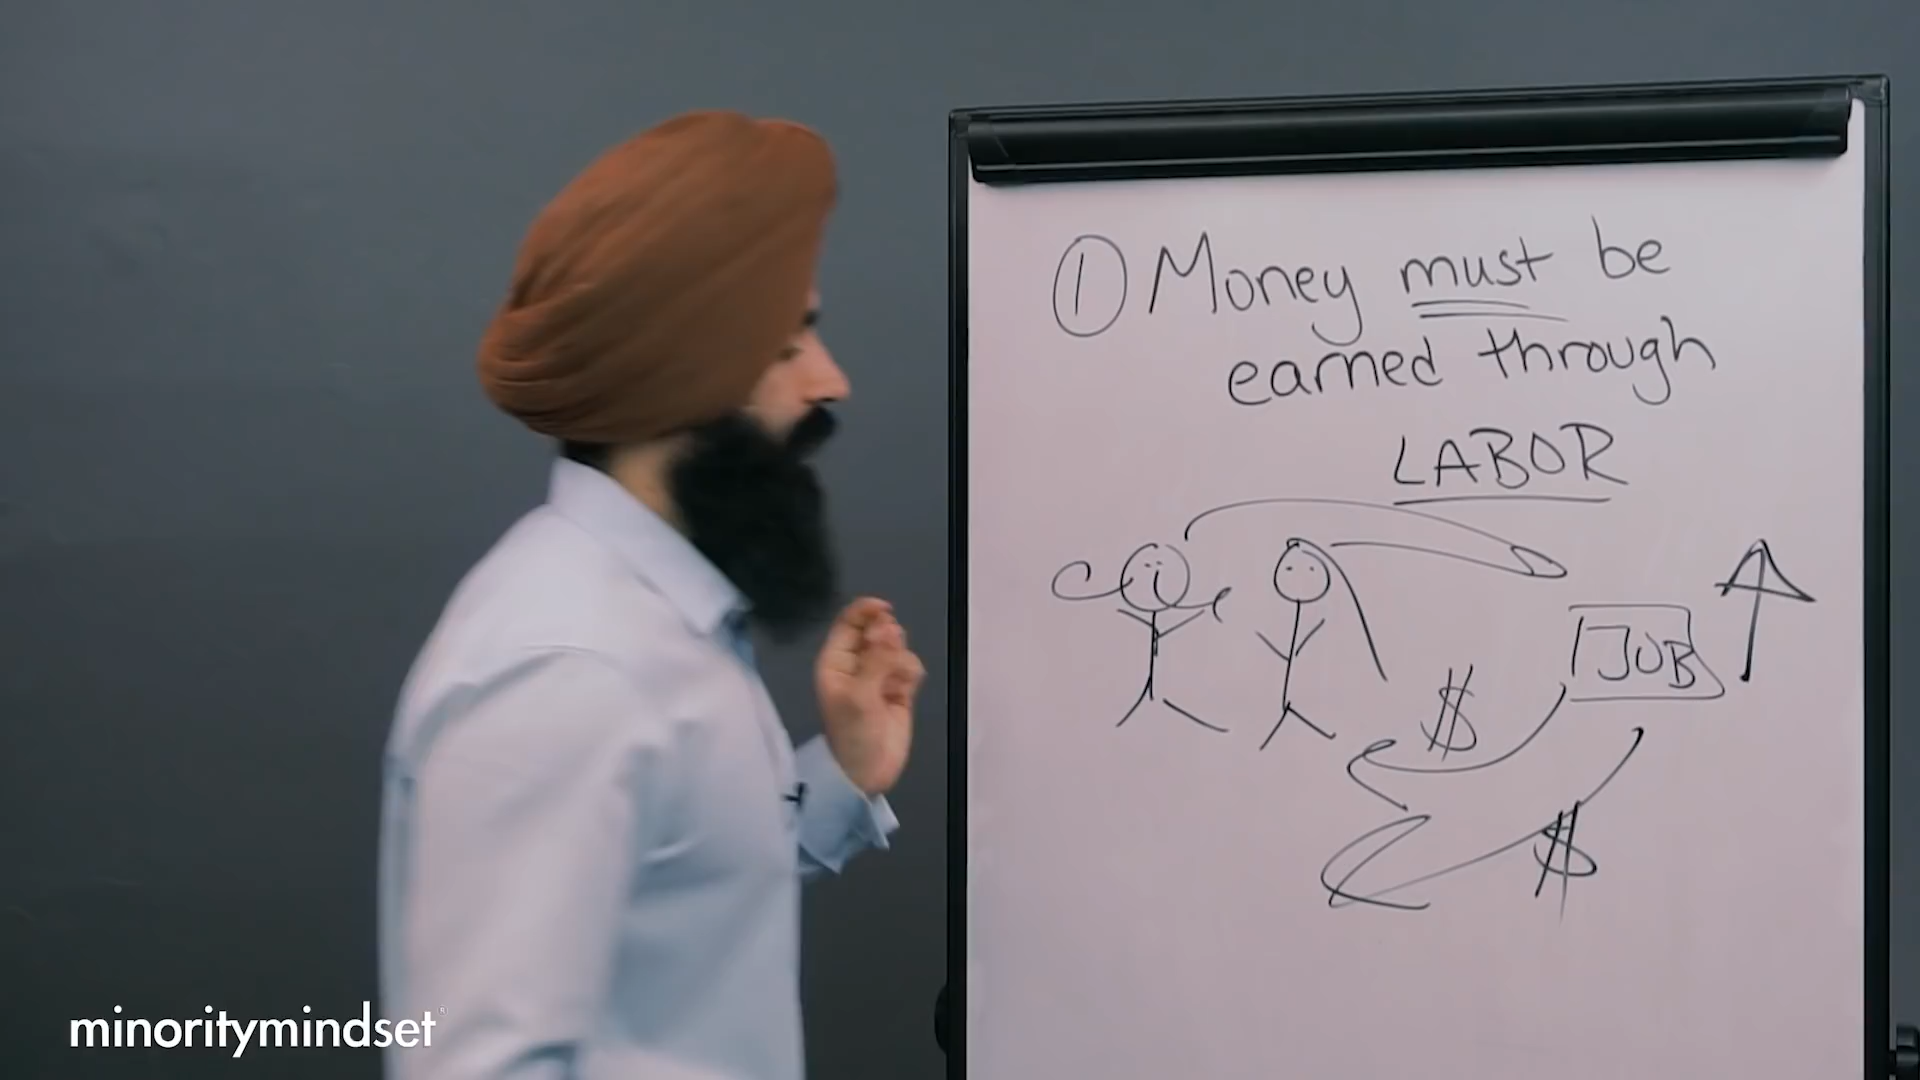 ① Money must be
earned through
LABOR
JOB
$
$
minoritymindset®